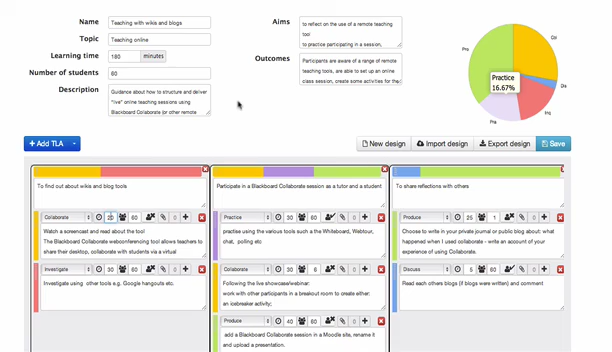 Name Teaching with wikis and blogs
Topic Teaching online
Learning time 180 minutes
Number of students 60
Description Guidance about how to structure and deliver
"live" online teaching sessions using
Blackboard Collaborate (or other remote
Aims to reflect on the use of a remote teaching
tool
to practice participating in a session,
Outcomes Participants are aware of a range of remote
teaching tools, are able to set up an online
class session, create some activities for the
Pro
Col
Dis
Inq
Pra
Practice
16.67%
+ Add TLA
New design Import design Export design Save
To find out about wikis and blog tools
Collaborate 20 60 0
Watch a screencast and read about the tool
The Blackboard Collaborate webconferencing tool allows teachers to
share their desktop, collaborate with students via a virtual
Investigate 30 60 0
Investigate using other tools e.g. Google hangouts etc.
Participate in a Blackboard Collaborate session as a tutor and a student
Practice 30 60 0
practise using the various tools such as the Whiteboard, Webtour,
chat, polling etc
Collaborate 30 6 0
Following the live showcase/webinar:
work with other participants in a breakout room to create ether:
an icebreaker activity;
Produce 40 60 0
add a Blackboard Collaborate session in a Moodle site, rename it
and upload a presentation.
To share reflections with others
Produce 25 1 0
Choose to write in your private journal or public blog about: what
happened when I used collaborate - write an account of your
experience of using Collaborate.
Discuss 5 60 0
Read each others blogs (if blogs were written) and comment